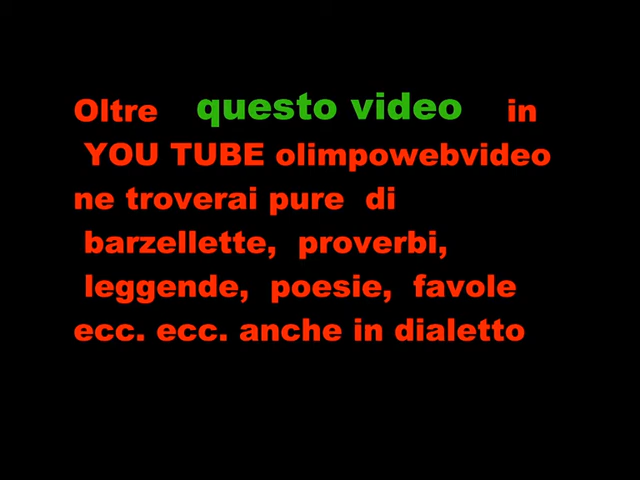 Oltre questo video in
YOU TUBE olimpowebvideo
ne troverai pure di
barzellette, proverbi,
leggende, poesie, favole
ecc. ecc. anche in dialetto